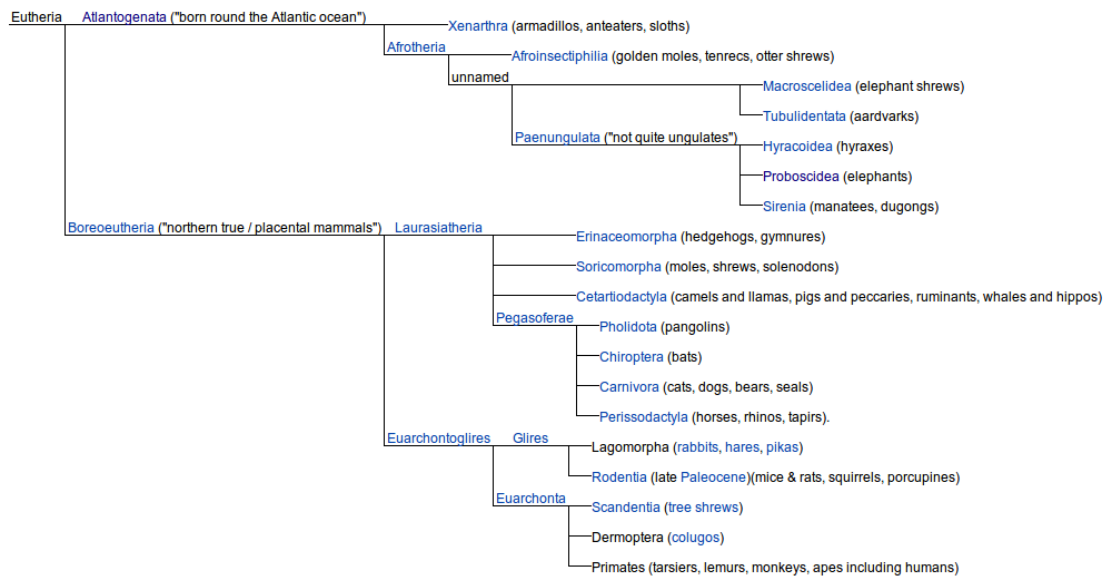 Eutheria Atlantogenata ("born round the Atlantic ocean")
Xenarthra (armadillos, anteaters, sloths)
Afrotheria
Afroinsectiphilia (golden moles, tenrecs, otter shrews)
unnamed
Macroscelidea (elephant shrews)
Tubulidentata (aardvarks)
Paenungulata ("not quite ungulates")
Hyracoidea (hyraxes)
Proboscidea (elephants)
Sirenia (manatees, dugongs)
Boreoeutheria ("northern true / placental mammals") Laurasiatheria
Erinaceomorpha (hedgehogs, gymnures)
Soricomorpha (moles, shrews, solenodons)
Cetartiodactyla (camels and llamas, pigs and peccaries, ruminants, whales and hippos)
Pegasoferae
Pholidota (pangolins)
Chiroptera (bats)
Carnivora (cats, dogs, bears, seals)
Perissodactyla (horses, rhinos, tapirs).
Euarchontoglires Glires
Lagomorpha (rabbits, hares, pikas)
Rodentia (late Paleocene)(mice & rats, squirrels, porcupines)
Euarchonta
Scandentia (tree shrews)
Dermoptera (colugos)
Primates (tarsiers, lemurs, monkeys, apes including humans)